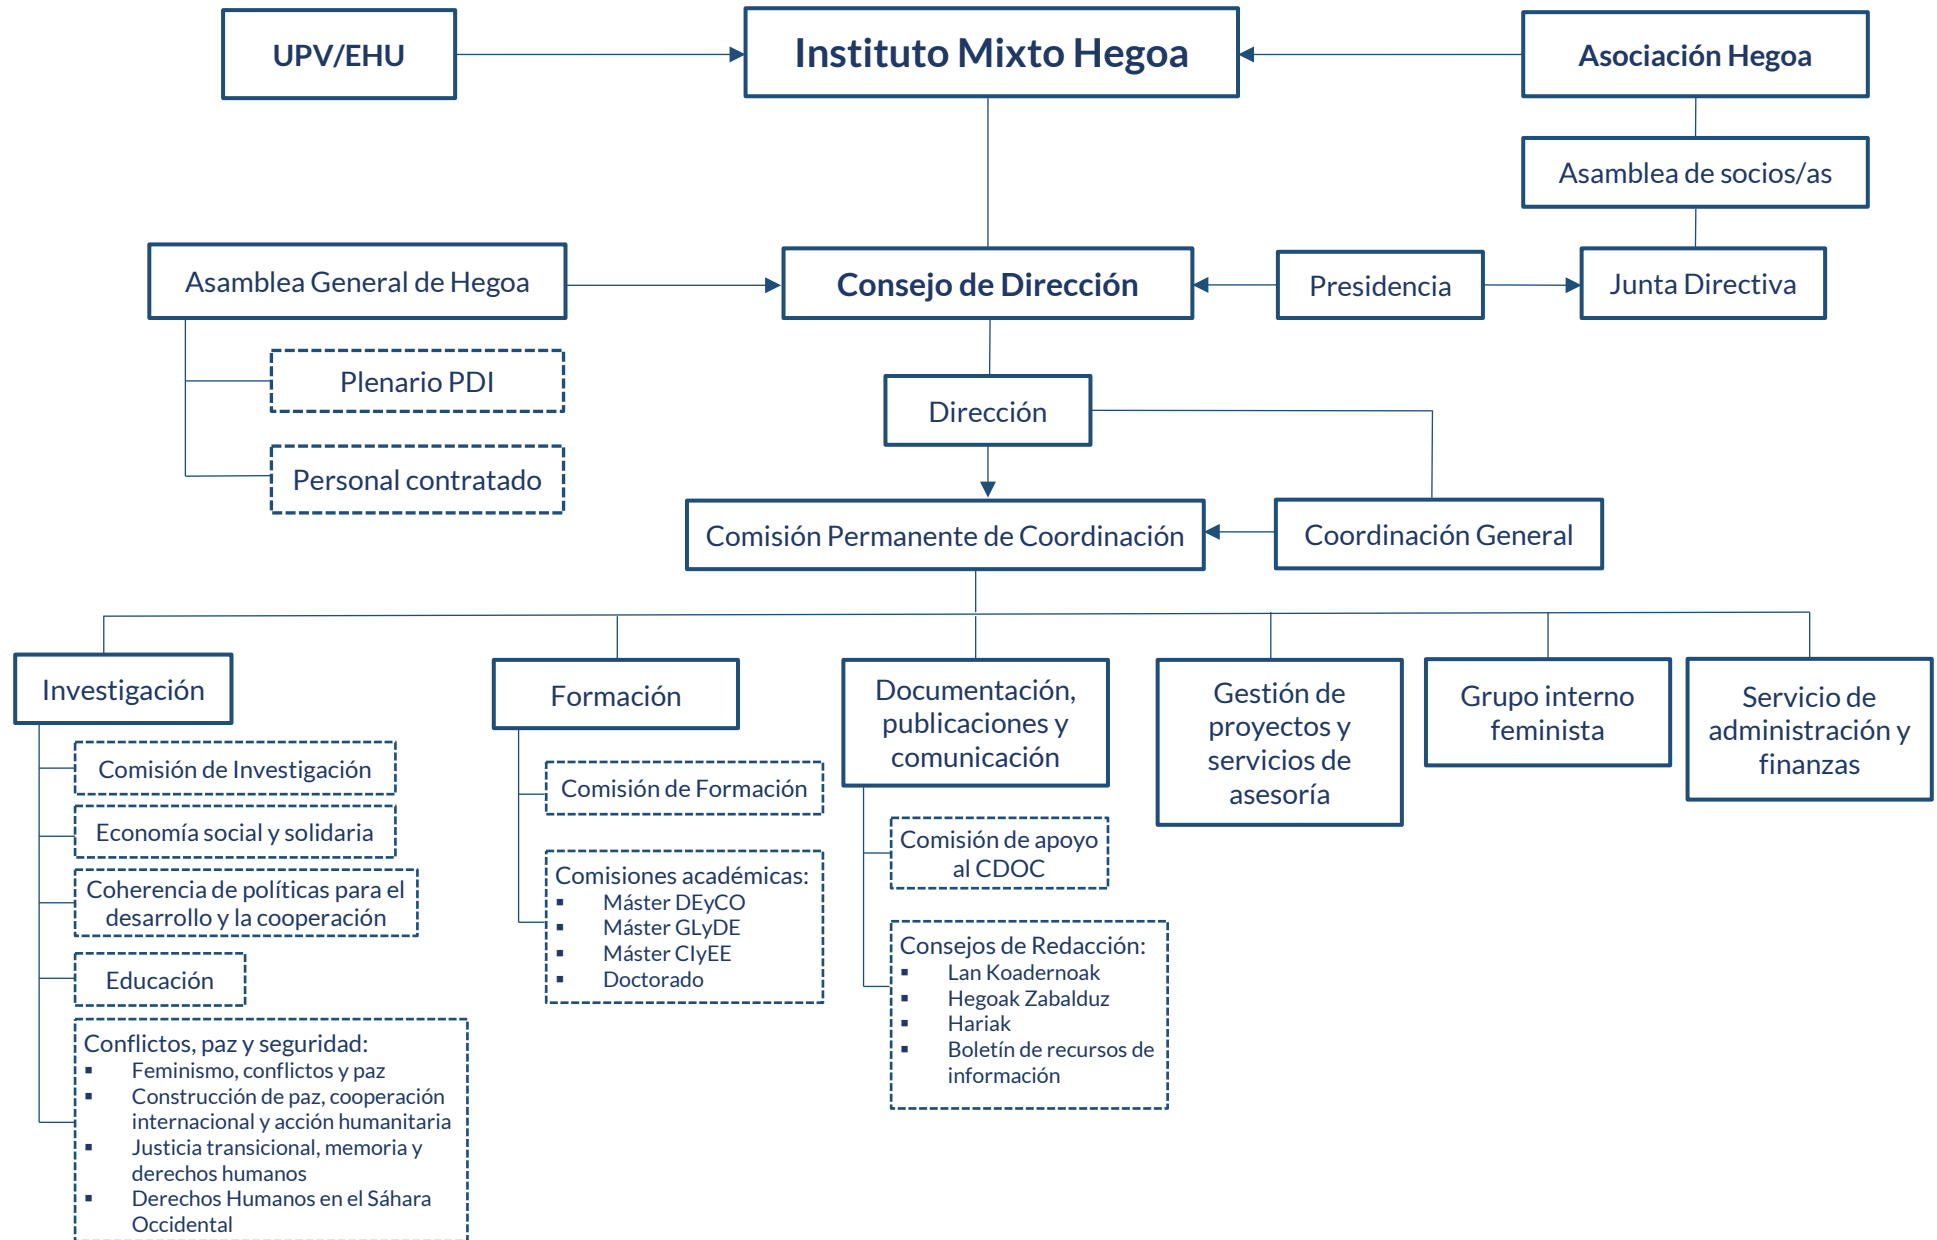 UPV/EHU
Instituto Mixto Hegoa
Asociación Hegoa
Asamblea de socios/as
Asamblea General de Hegoa
Consejo de Dirección
Presidencia
Junta Directiva
Plenario PDI
Personal contratado
Dirección
Comisión Permanente de Coordinación
Coordinación General
Investigación
Comisión de Investigación
Economía social y solidaria
Coherencia de políticas para el
desarrollo y la cooperación
Educación
Conflictos, paz y seguridad:
▪ Feminismo, conflictos y paz
▪ Construcción de paz, cooperación
internacional y acción humanitaria
▪ Justicia transicional, memoria y
derechos humanos
▪ Derechos Humanos en el Sáhara
Occidental
Formación
Comisión de Formación
Comisiones académicas:
▪ Máster DEyCO
▪ Máster GLyDE
▪ Máster CIyEE
▪ Doctorado
Documentación,
publicaciones y
comunicación
Comisión de apoyo
al CDOC
Consejos de Redacción:
▪ Lan Koadernoak
▪ Hegoak Zabalduz
▪ Hariak
▪ Boletín de recursos de
información
Gestión de
proyectos y
servicios de
asesoría
Grupo interno
feminista
Servicio de
administración y
finanzas